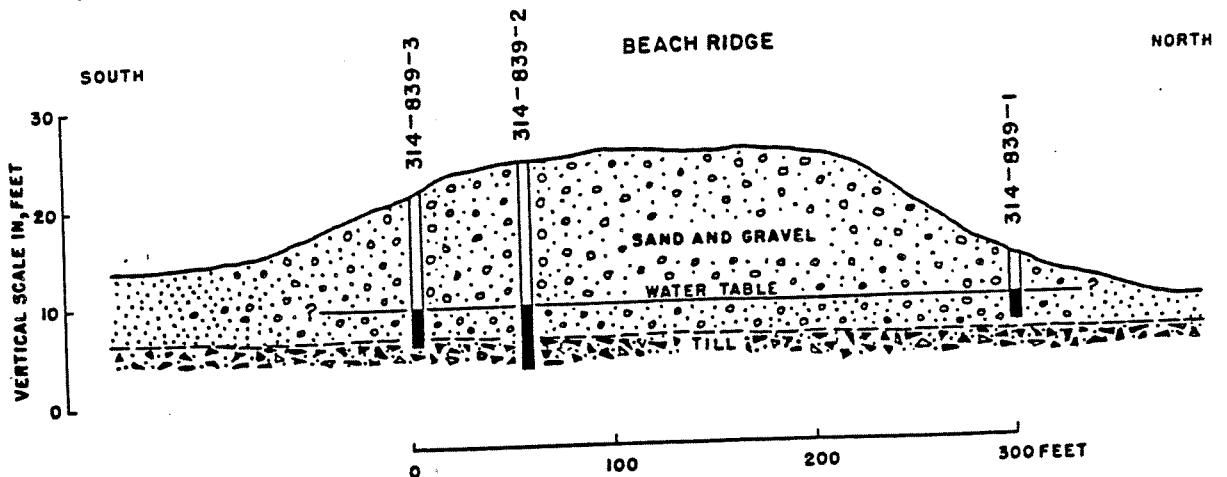 BEACH RIDGE
NORTH
SOUTH
314-839-3
314-839-2
314-839-1
VERTICAL SCALE IN, FEET
30
20
10
0
SAND AND GRAVEL
WATER TABLE
?
?
TILL
0
100
200
300 FEET